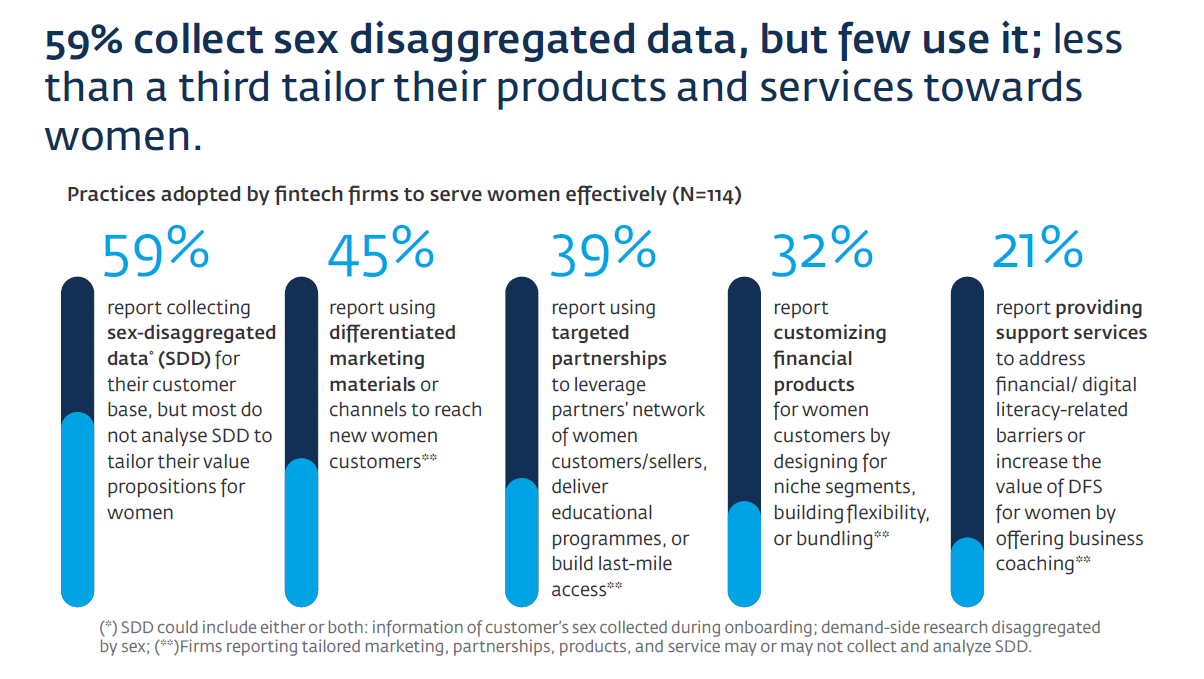 59% collect sex disaggregated data, but few use it; less
than a third tailor their products and services towards
women.
Practices adopted by fintech firms to serve women effectively (N=114)
59%
report collecting
sex-disaggregated
data* (SDD) for
their customer
base, but most do
not analyse SDD to
tailor their value
propositions for
women
45%
report using
differentiated
marketing
materials or
channels to reach
new women
customers**
39%
report using
targeted
partnerships
to leverage
partners' network
of women
customers/sellers,
deliver
educational
programmes, or
build last-mile
access**
32%
report
customizing
financial
products
for women
customers by
designing for
niche segments,
building flexibility,
or bundling**
21%
report providing
support services
to address
financial/ digital
literacy-related
barriers or
increase the
value of DFS
for women by
offering business
coaching**
(*) SDD could include either or both: information of customer's sex collected during onboarding; demand-side research disaggregated
by sex; (**)Firms reporting tailored marketing, partnerships, products, and service may or may not collect and analyze SDD.